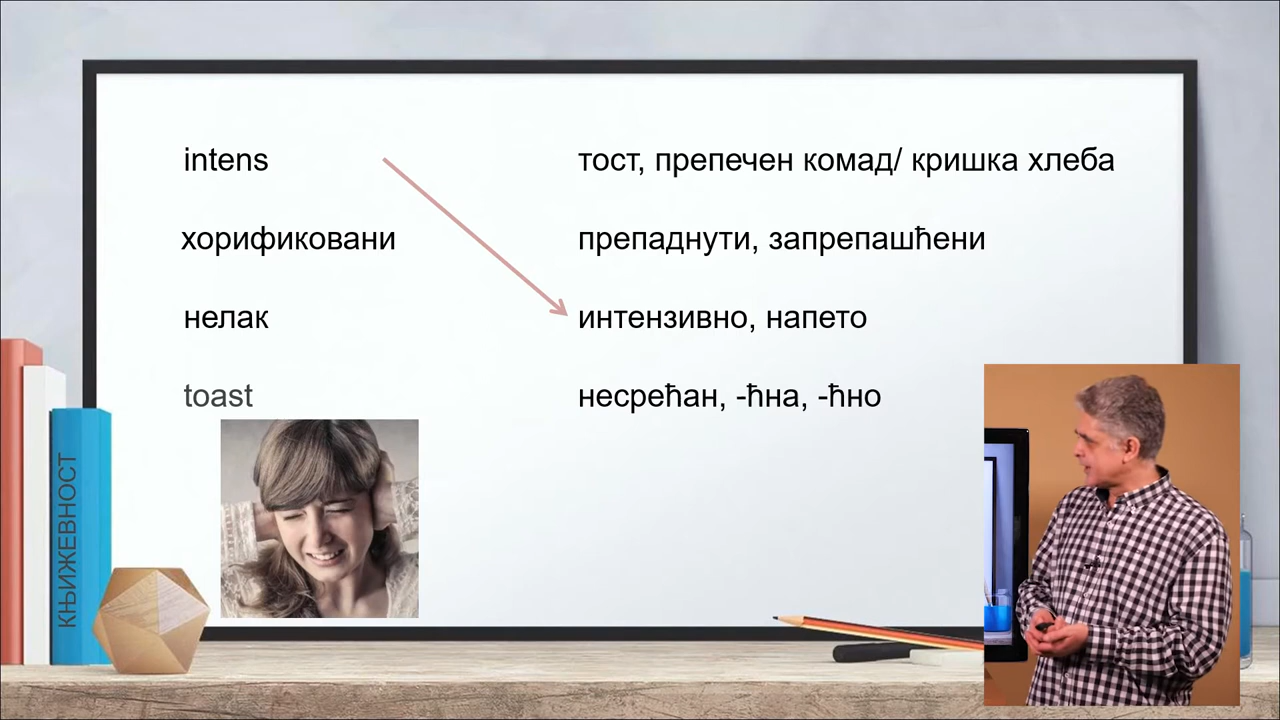 intens
тост, препечен комад/ кришка хлеба
хорификовани
препаднути, запрепашћени
нелак
интензивно, напето
toast
несрећан, -ћна, -ћно
КЊИЖЕВНОСТ